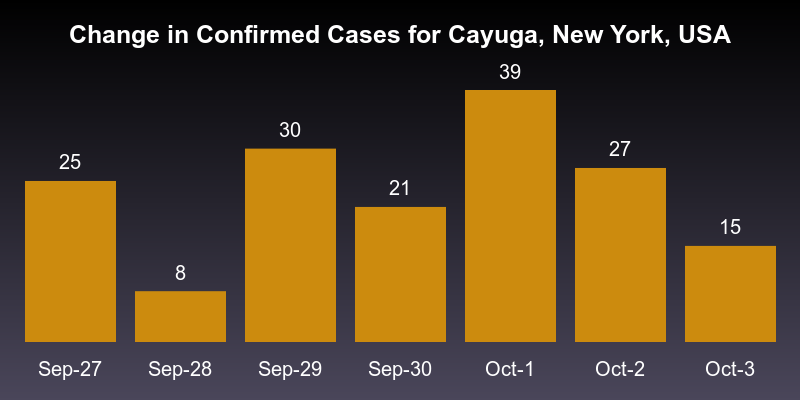 Change in Confirmed Cases for Cayuga, New York, USA
25
8
30
21
39
27
15
Sep-27
Sep-28
Sep-29
Sep-30
Oct-1
Oct-2
Oct-3